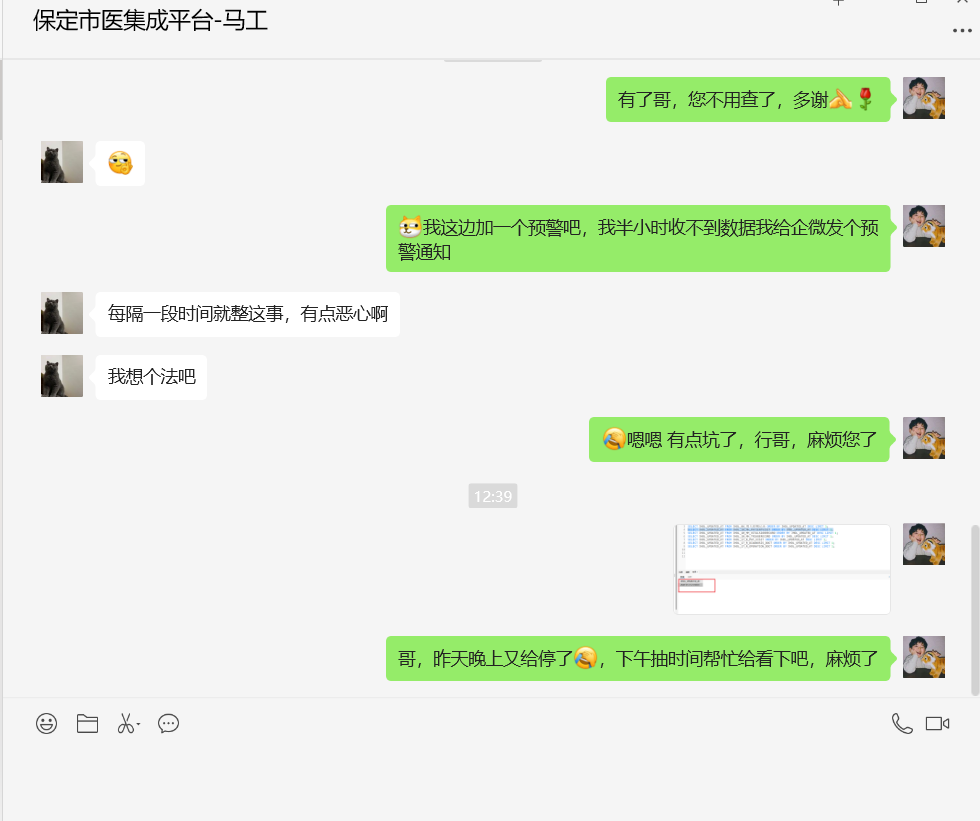 保定市医集成平台-马工
有了哥，您不用查了，多谢
我这边加一个预警吧，我半小时收不到数据我给企微发个预
警通知
每隔一段时间就整这事，有点恶心啊
我想个法吧
嗯嗯 有点坑了，行哥，麻烦您了
12:39
哥，昨天晚上又给停了，下午抽时间帮忙给看下吧，麻烦了